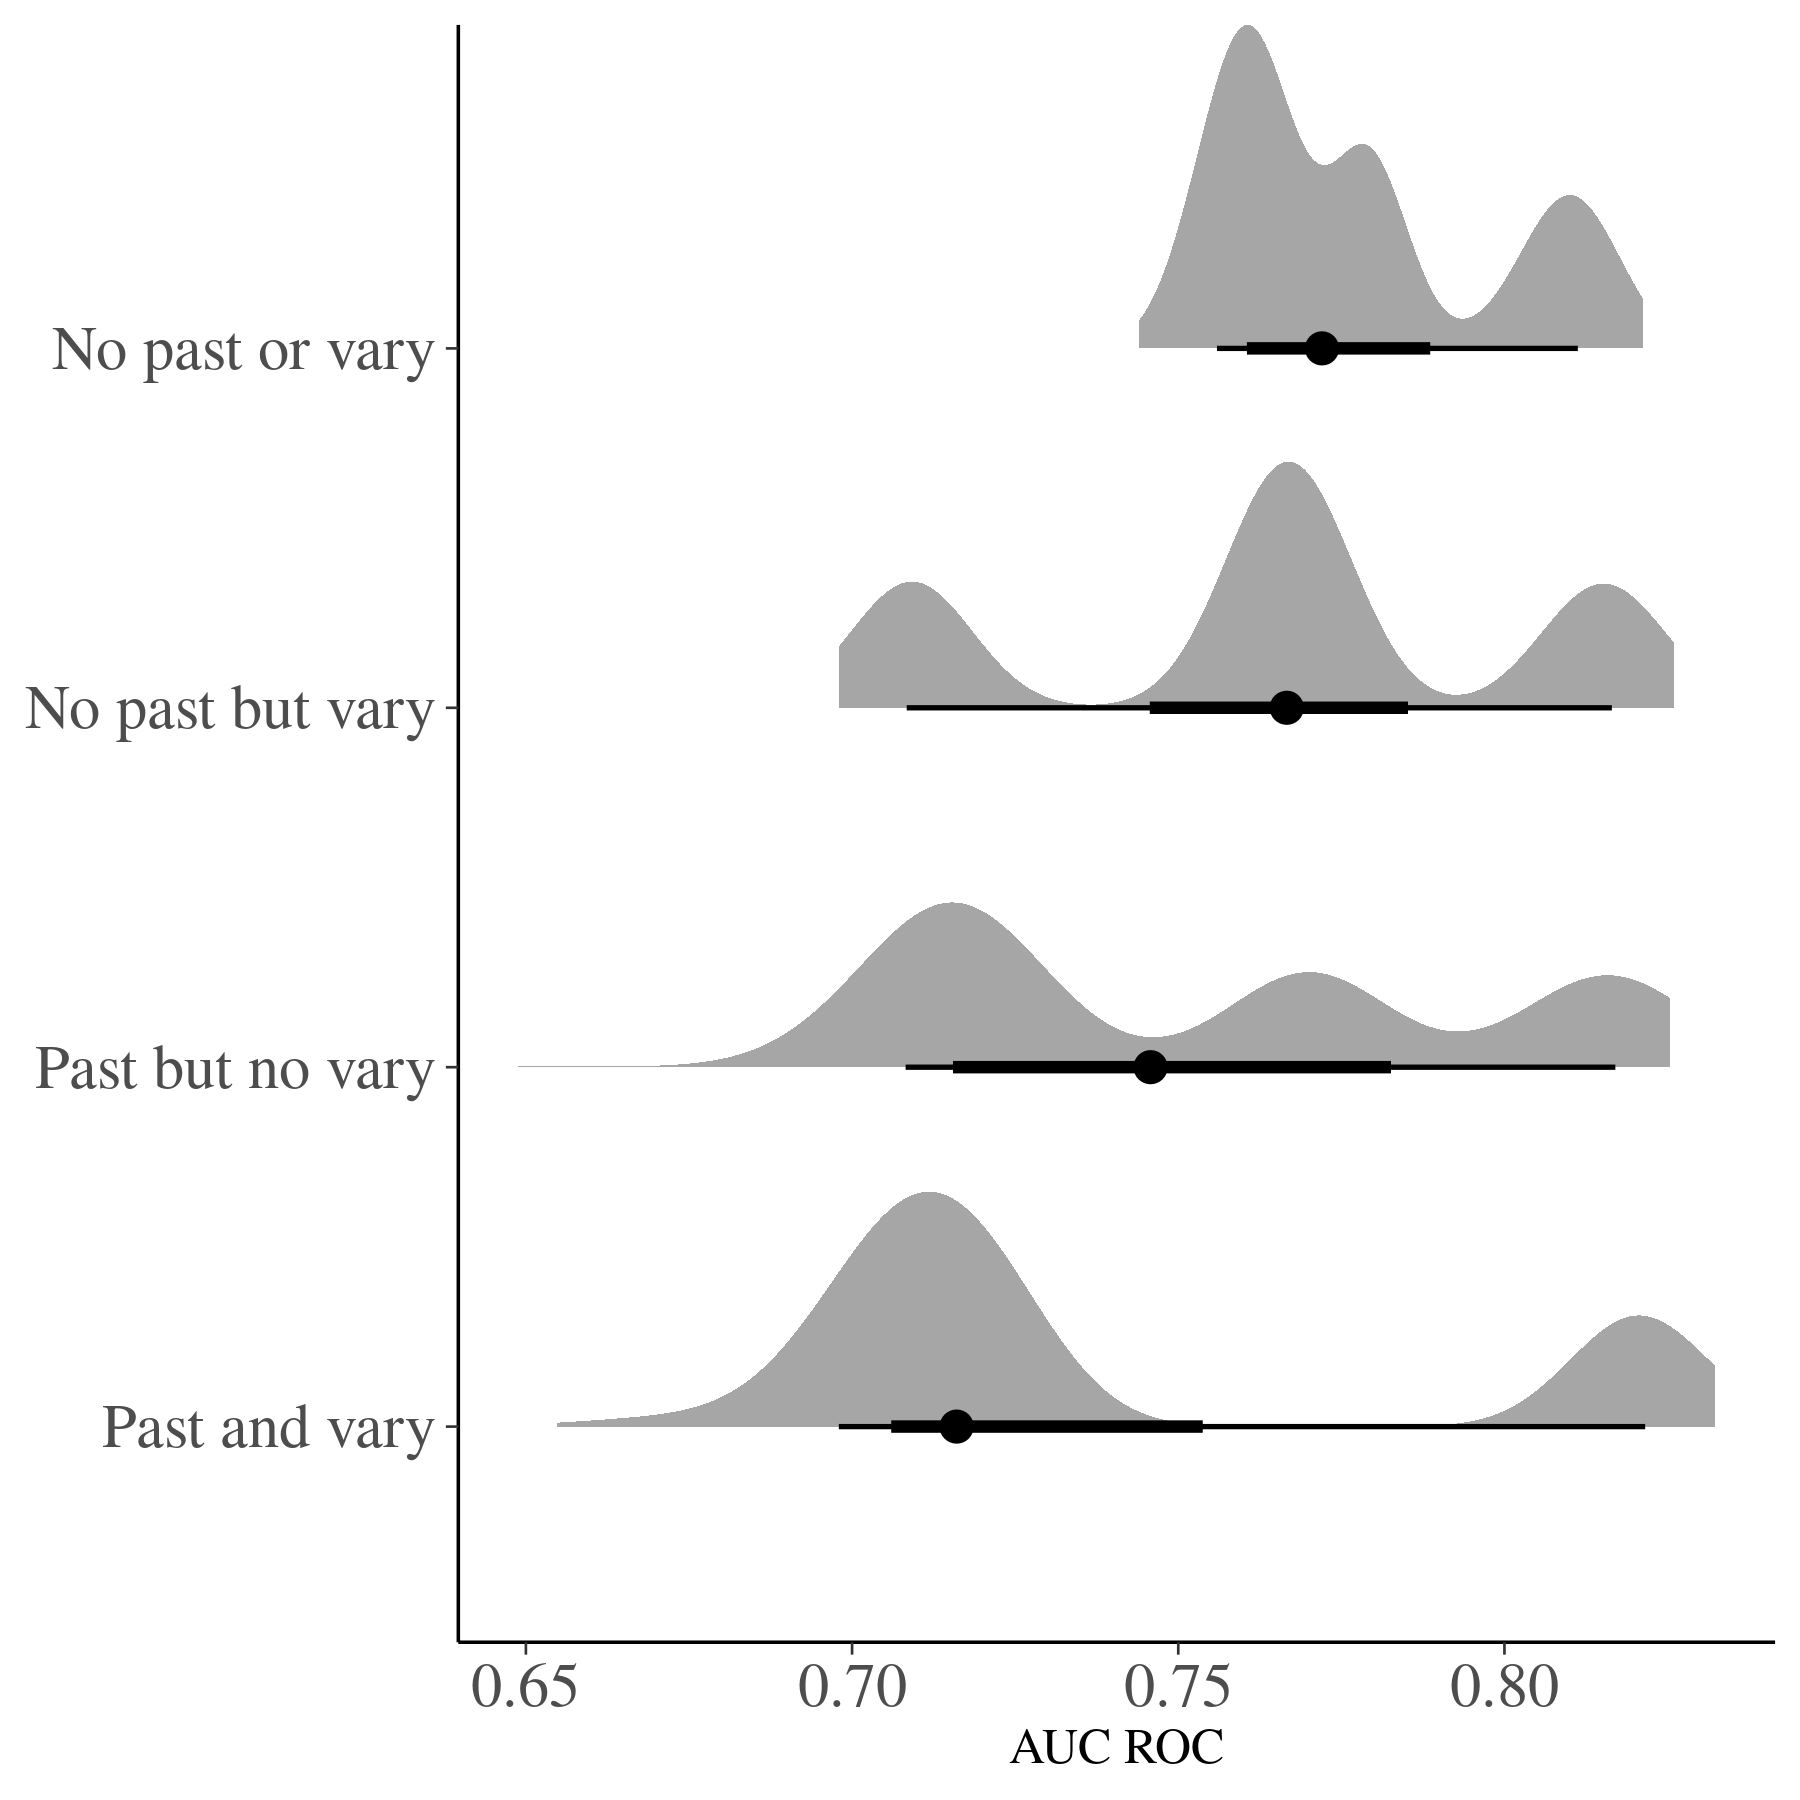 No past or vary
No past but vary
Past but no vary
Past and vary
0.65 0.70 0.75 0.80
AUC ROC